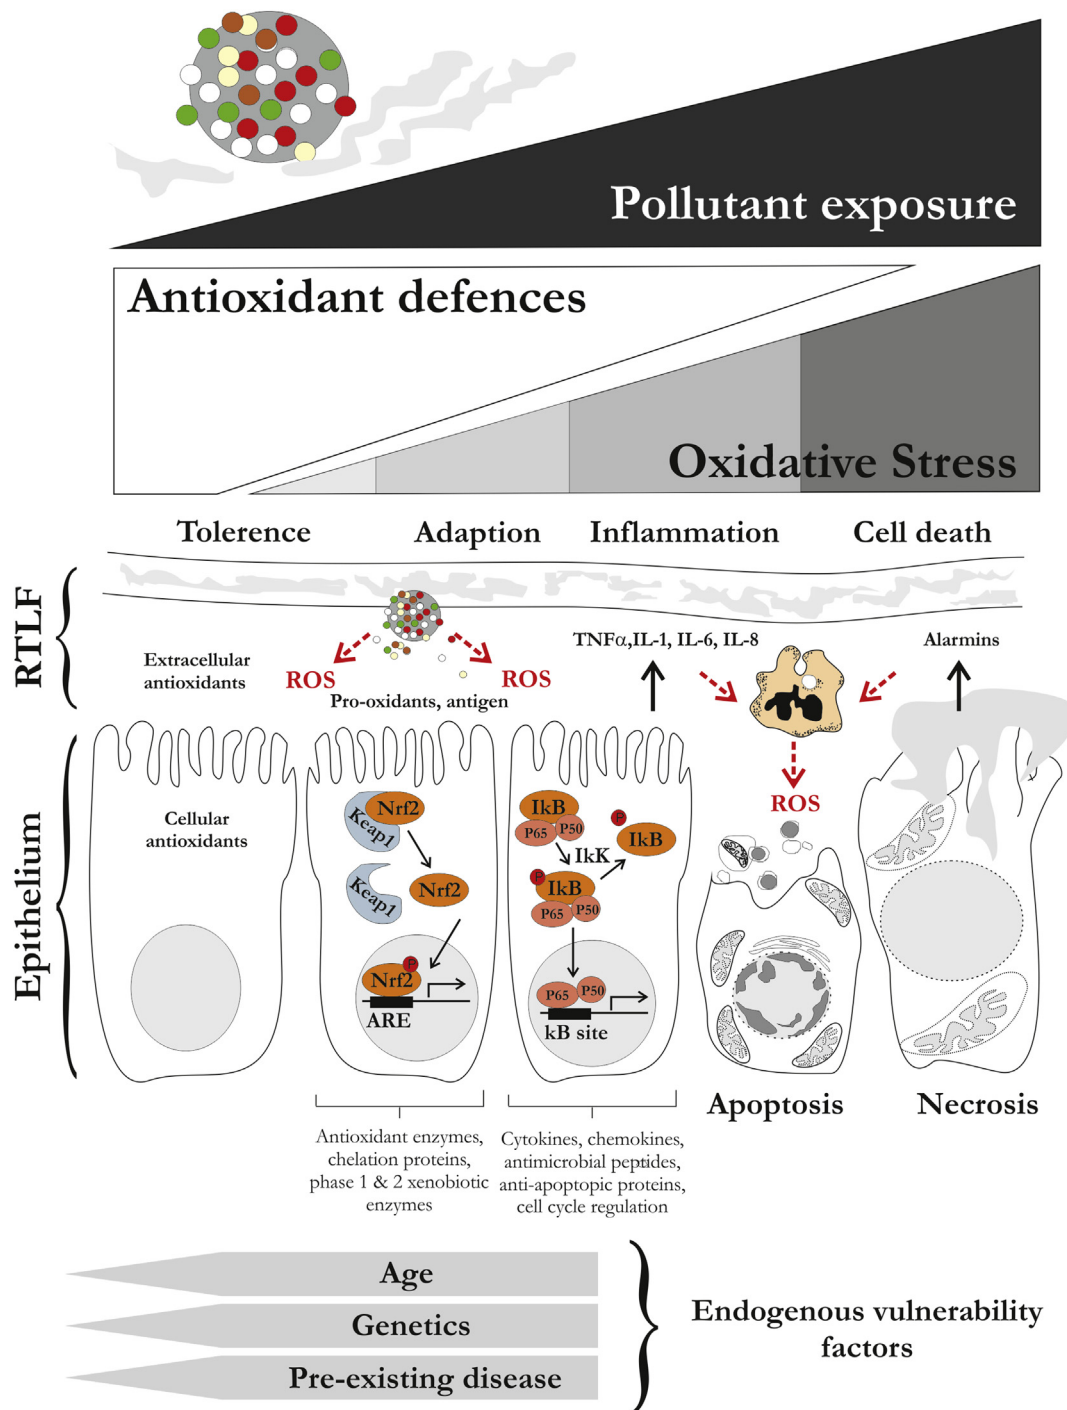 Pollutant exposure
Antioxidant defences
Oxidative Stress
Tolerence
Adaption
Inflammation
Cell death
RTLF
TNFα,IL-1, IL-6, IL-8
Alarmins
Extracellular
antioxidants
ROS
ROS
Pro-oxidants, antigen
ROS
Epithelium
Cellular
antioxidants
Nrf2
Keap1
Keap1
Nrf2
P
Nrf2
ARE
IkB
P65
P50
P
IkB
IkK
P
IkB
P65
P50
P65
P50
kB site
Apoptosis
Necrosis
Antioxidant enzymes,
chelation proteins,
phase 1 & 2 xenobiotic
enzymes
Cytokines, chemokines,
antimicrobial peptides,
anti-apoptopic proteins,
cell cycle regulation
Age
Genetics
Pre-existing disease
Endogenous vulnerability
factors